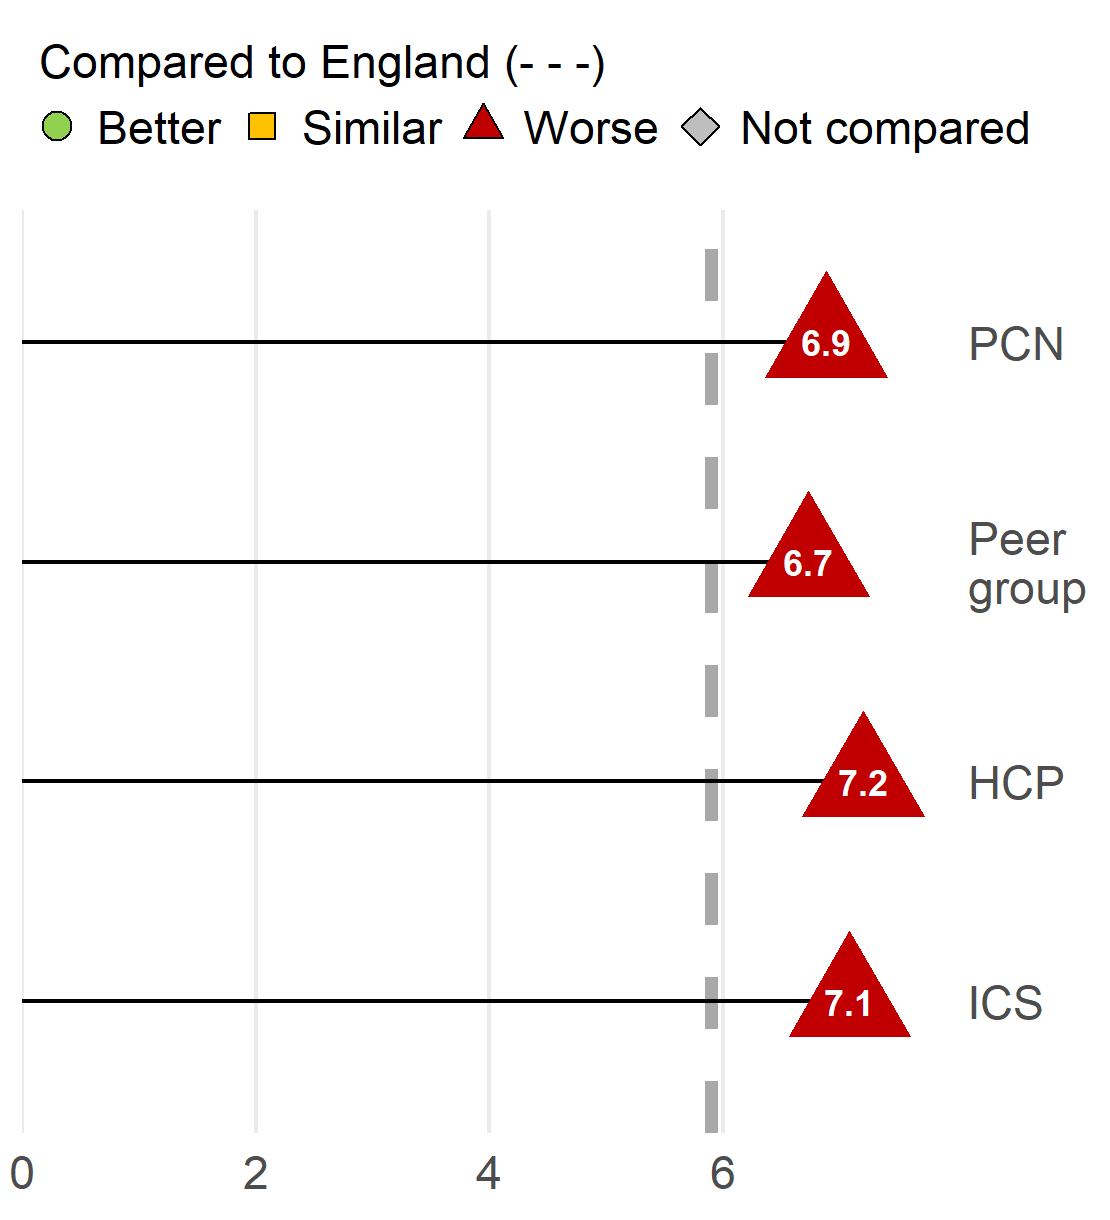 Compared to England (- - -)
Better Similar Worse Not compared
6.9 PCN
6.7 Peer
group
7.2 HCP
7.1 ICS
0 2 4 6